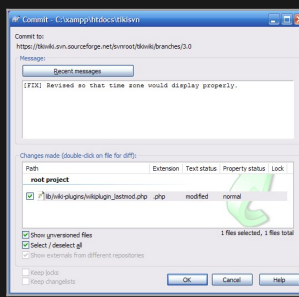 Commit - C:\xampp\htdocs\tikisvn
Commit to:
https://tikiwiki.svn.sourceforge.net/svnroot/tikiwiki/branches/3.0
Message:
Recent messages
[FIX] Revised so that time zone would display properly.
Changes made (double-click on file for diff):
Path Extension Text status Property status Lock
root project
lib/wiki-plugins/wikiplugin_lastmod.php .php modified normal
Show unversioned files 1 files selected, 1 files total
Select / deselect all
Show externals from different repositories
Keep locks
Keep changelists
OK Cancel Help